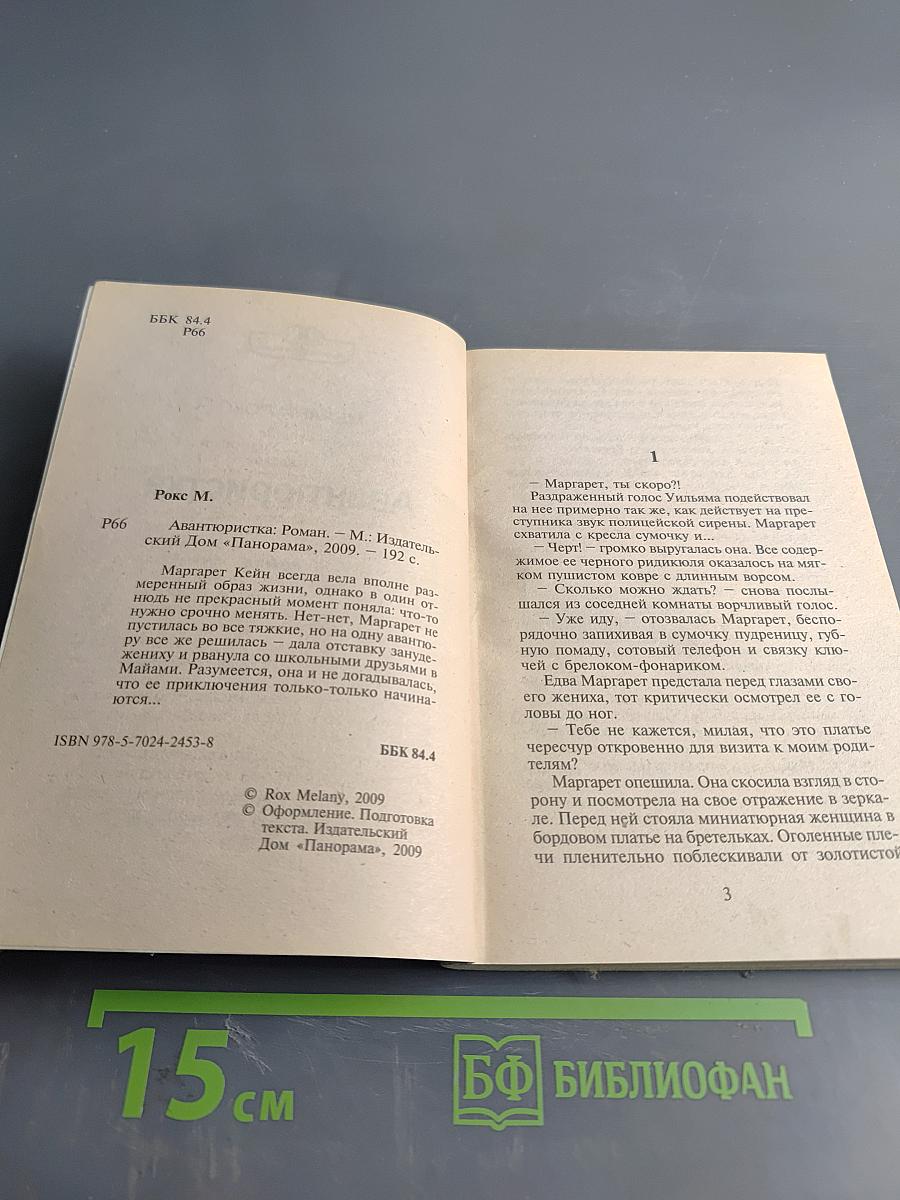 ББК 84.4
Р66
Рокс М.
Р66 Авантюристка: Роман. — М.: Издатель-
ский Дом «Панорама», 2009. — 192 с.
Маргарет Кейн всегда вела вполне раз-
меренный образ жизни, однако в один от-
нюдь не прекрасный момент поняла: что-то
нужно срочно менять. Нет-нет, Маргарет не
пустилась во все тяжкие, но на одну авантю-
ру все же решилась — дала отставку зануде-
жениху и рванула со школьными друзьями в
Майами. Разумеется, она и не догадывалась,
что ее приключения только-только начина-
ются...
ISBN 978-5-7024-2453-8
ББК 84.4
© Rox Melany, 2009
© Оформление. Подготовка
текста. Издательский
Дом «Панорама», 2009
1
— Маргарет, ты скоро?!
Раздраженный голос Уильяма подействовал
на нее примерно так же, как действует на пре-
ступника звук полицейской сирены. Маргарет
схватила с кресла сумочку и...
— Черт! — громко выругалась она. Все содер-
жимое ее черного ридикюля оказалось на мяг-
ком пушистом ковре с длинным ворсом.
— Сколько можно ждать? — снова послы-
шался из соседней комнаты ворчливый голос.
— Уже иду, — отозвалась Маргарет, беспо-
рядочно запихивая в сумочку пудреницу, губ-
ную помаду, сотовый телефон и связку клю-
чей с брелоком-фонариком.
Едва Маргарет предстала перед глазами сво-
его жениха, тот критически осмотрел ее с го-
ловы до ног.
— Тебе не кажется, милая, что это платье
чересчур откровенно для визита к моим роди-
телям?
Маргарет опешила. Она скосила взгляд в сто-
рону и посмотрела на свое отражение в зерка-
ле. Перед ней стояла миниатюрная женщина в
бордовом платье на бретельках. Оголенные пле-
чи пленительно поблескивали от золотистой
3
15 см
БФ БИБЛИОФАН